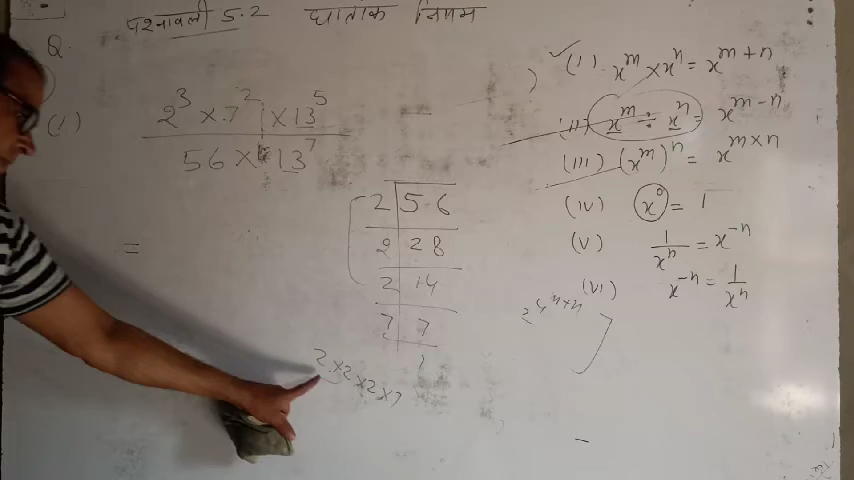 प्रश्नावली 5.2 घातांक नियम
Q.
(1)
2³ × 7² × 13⁵
56 × 13⁷
=
2 | 56
2 | 28
2 | 14
7 | 7
1
2 × 2 × 2 × 7
(I) xᵐ × xⁿ = xᵐ⁺ⁿ
(II) xᵐ ÷ xⁿ = xᵐ⁻ⁿ
(III) (xᵐ)ⁿ = xᵐˣⁿ
(IV) x⁰ = 1
(V) 1/xⁿ = x⁻ⁿ
(VI) x⁻ⁿ = 1/xⁿ